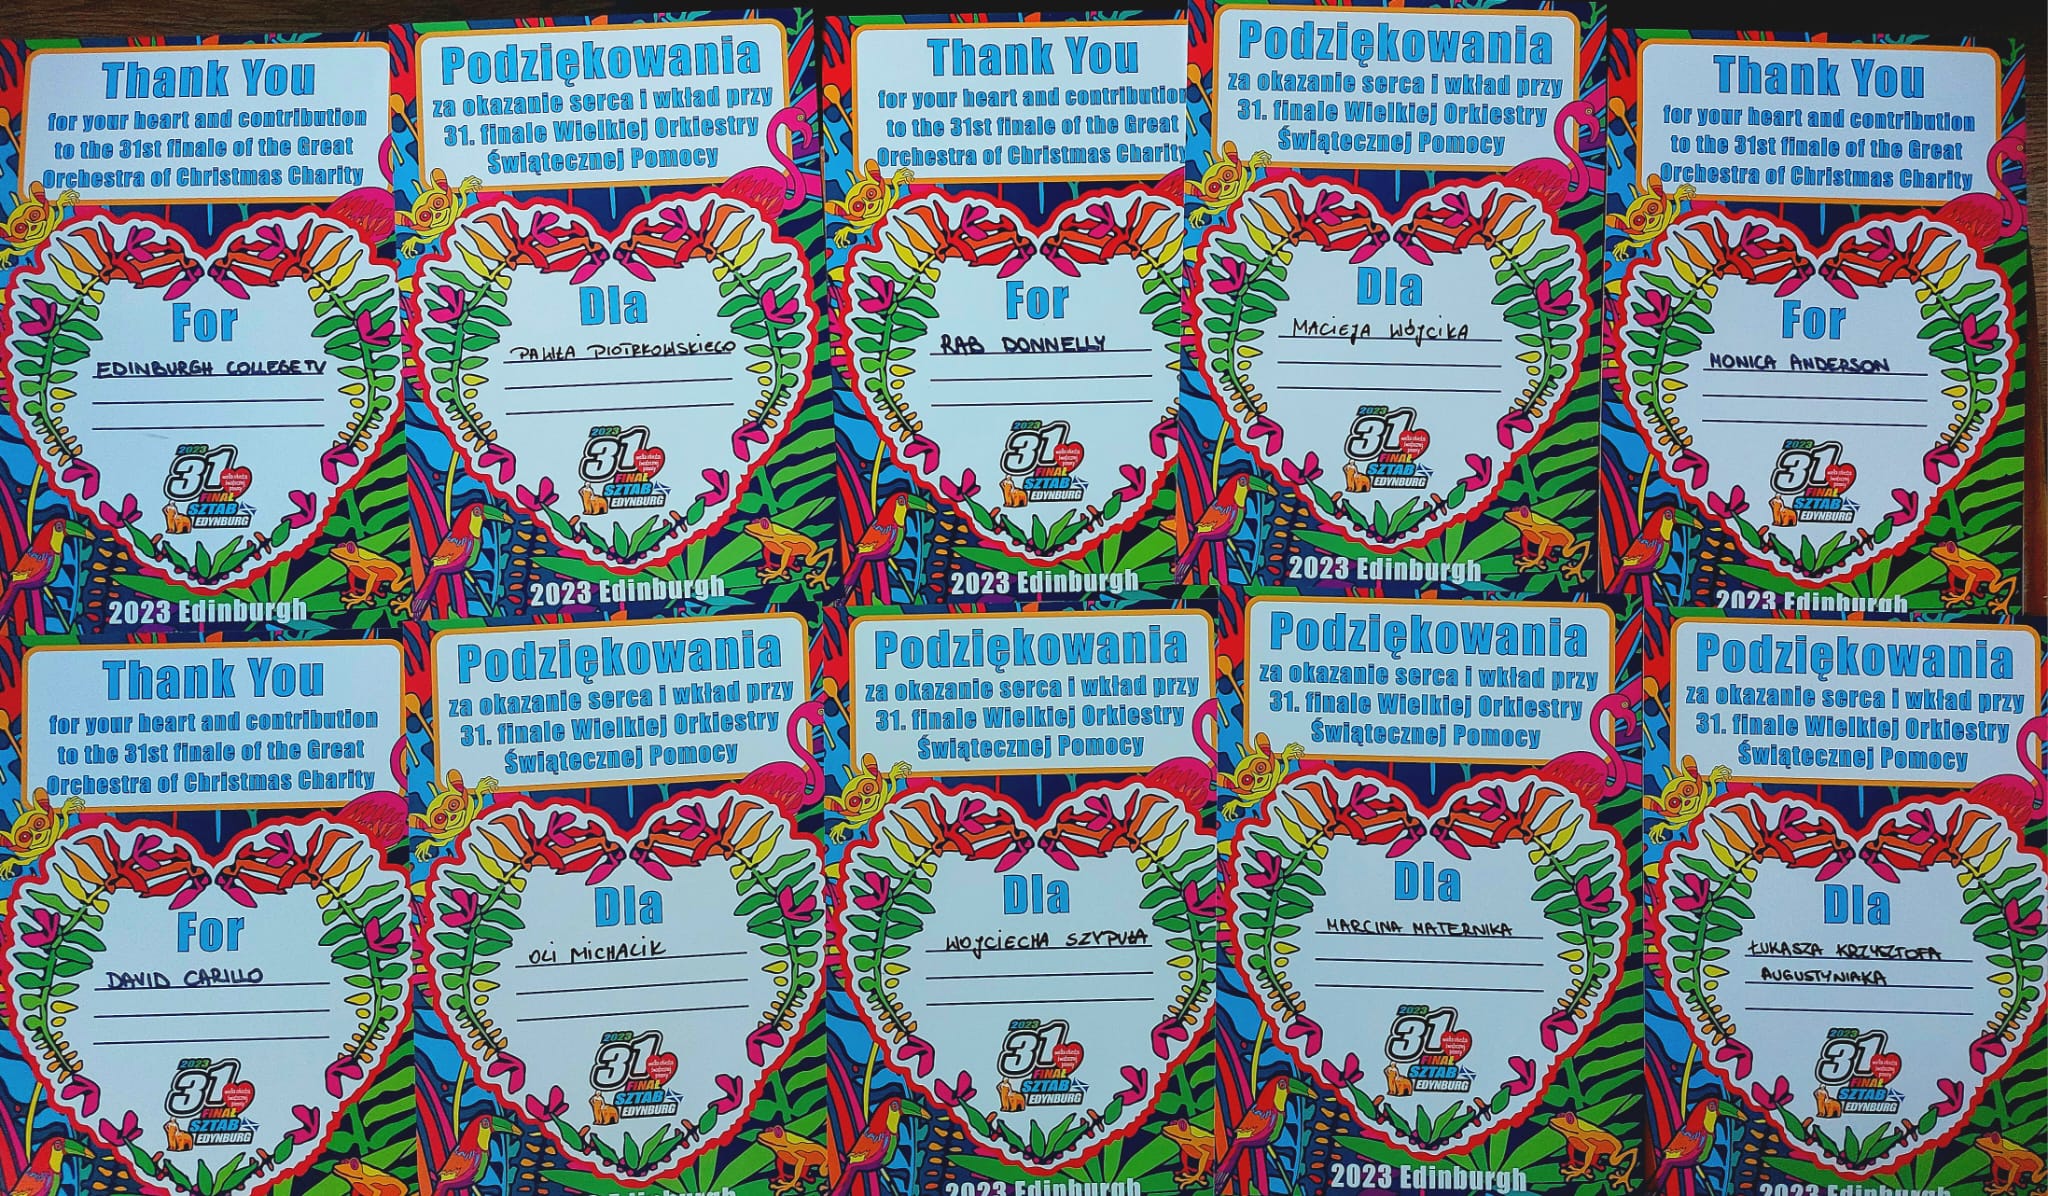 Thank You
for your heart and contribution
to the 31st finale of the Great
Orchestra of Christmas Charity
For
EDINBURGH COLLEGE TV
2023
31
FINAŁ
SZTAB
EDYNBURG
2023 Edinburgh
Podziękowania
za okazanie serca i wkład przy
31. finale Wielkiej Orkiestry
Świątecznej Pomocy
Dla
PAWŁA PIOTRKOWSKIEGO
2023
31
FINAŁ
SZTAB
EDYNBURG
2023 Edinburgh
Thank You
for your heart and contribution
to the 31st finale of the Great
Orchestra of Christmas Charity
For
RAB DONNELLY
2023
31
FINAŁ
SZTAB
EDYNBURG
2023 Edinburgh
Podziękowania
za okazanie serca i wkład przy
31. finale Wielkiej Orkiestry
Świątecznej Pomocy
Dla
MACIEJA WÓJCIKA
2023
31
FINAŁ
SZTAB
EDYNBURG
2023 Edinburgh
Thank You
for your heart and contribution
to the 31st finale of the Great
Orchestra of Christmas Charity
For
MONICA ANDERSON
2023
31
FINAŁ
SZTAB
EDYNBURG
2023 Edinburgh
Thank You
for your heart and contribution
to the 31st finale of the Great
Orchestra of Christmas Charity
For
DAVID CARILLO
2023
31
FINAŁ
SZTAB
EDYNBURG
Podziękowania
za okazanie serca i wkład przy
31. finale Wielkiej Orkiestry
Świątecznej Pomocy
Dla
OLI MICHALIK
2023
31
FINAŁ
SZTAB
EDYNBURG
Edinburgh
Podziękowania
za okazanie serca i wkład przy
31. finale Wielkiej Orkiestry
Świątecznej Pomocy
Dla
WOJCIECHA SZYPUŁA
2023
31
FINAŁ
SZTAB
EDYNBURG
2023 Edinburgh
Podziękowania
za okazanie serca i wkład przy
31. finale Wielkiej Orkiestry
Świątecznej Pomocy
Dla
MARCINA MATERNIKA
2023
31
FINAŁ
SZTAB
EDYNBURG
2023 Edinburgh
Podziękowania
za okazanie serca i wkład przy
31. finale Wielkiej Orkiestry
Świątecznej Pomocy
Dla
ŁUKASZA KRZYSZTOFA
AUGUSTYNIAKA
2023
31
FINAŁ
SZTAB
EDYNBURG
2023 Edinburgh